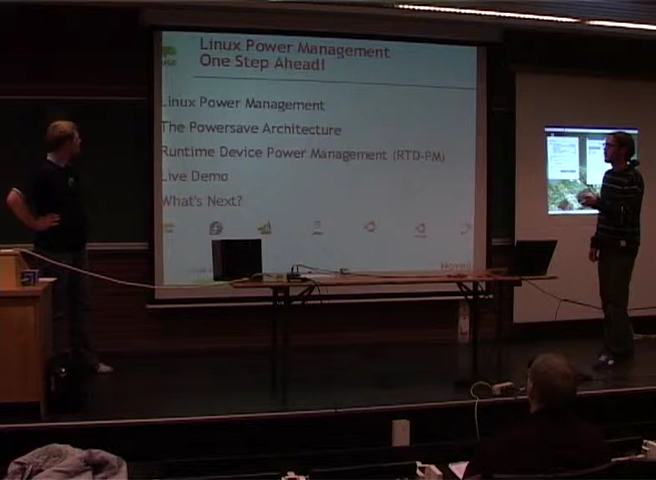 Linux Power Management
One Step Ahead!
Linux Power Management
The Powersave Architecture
Runtime Device Power Management (RTD-PM)
Live Demo
What's Next?